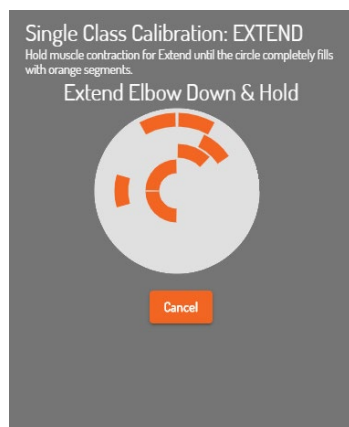 Single Class Calibration: EXTEND
Hold muscle contraction for Extend until the circle completely fills
with orange segments.
Extend Elbow Down & Hold
Cancel